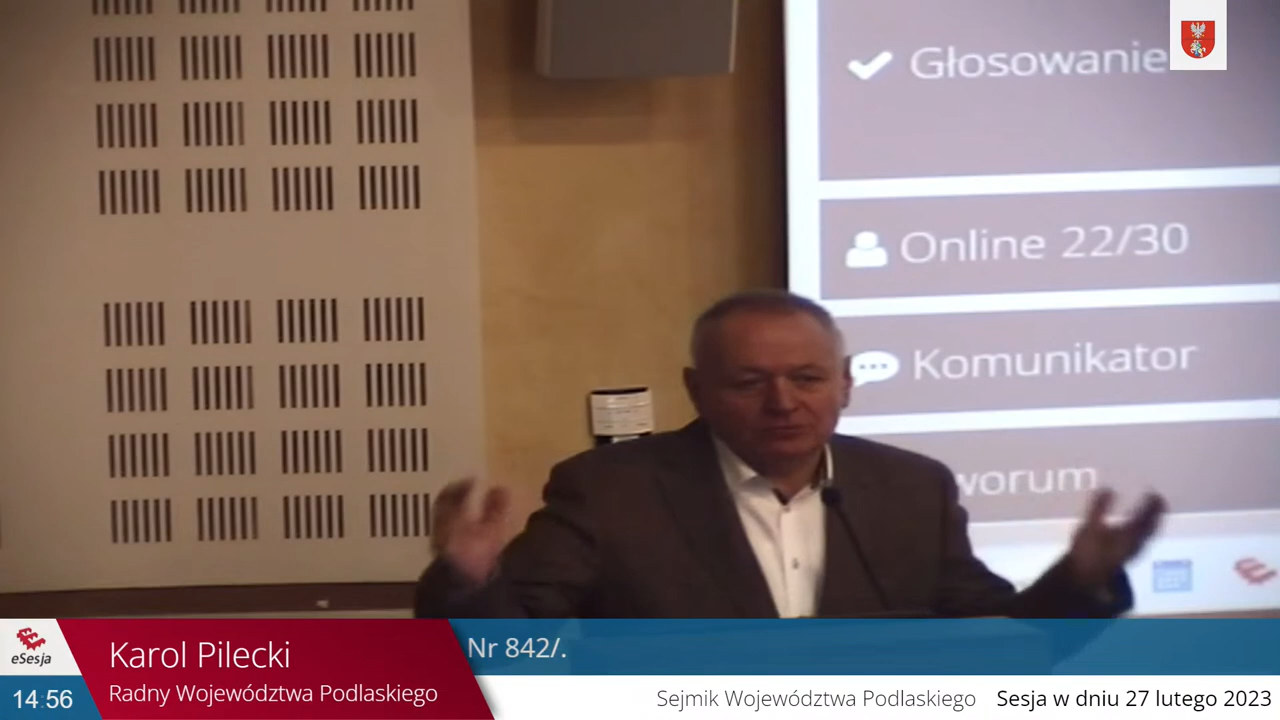 Głosowanie
Online 22/30
Komunikator
worum
Karol Pilecki
Radny Województwa Podlaskiego
Nr 842/.
eSesja
14:56
Sejmik Województwa Podlaskiego
Sesja w dniu 27 lutego 2023